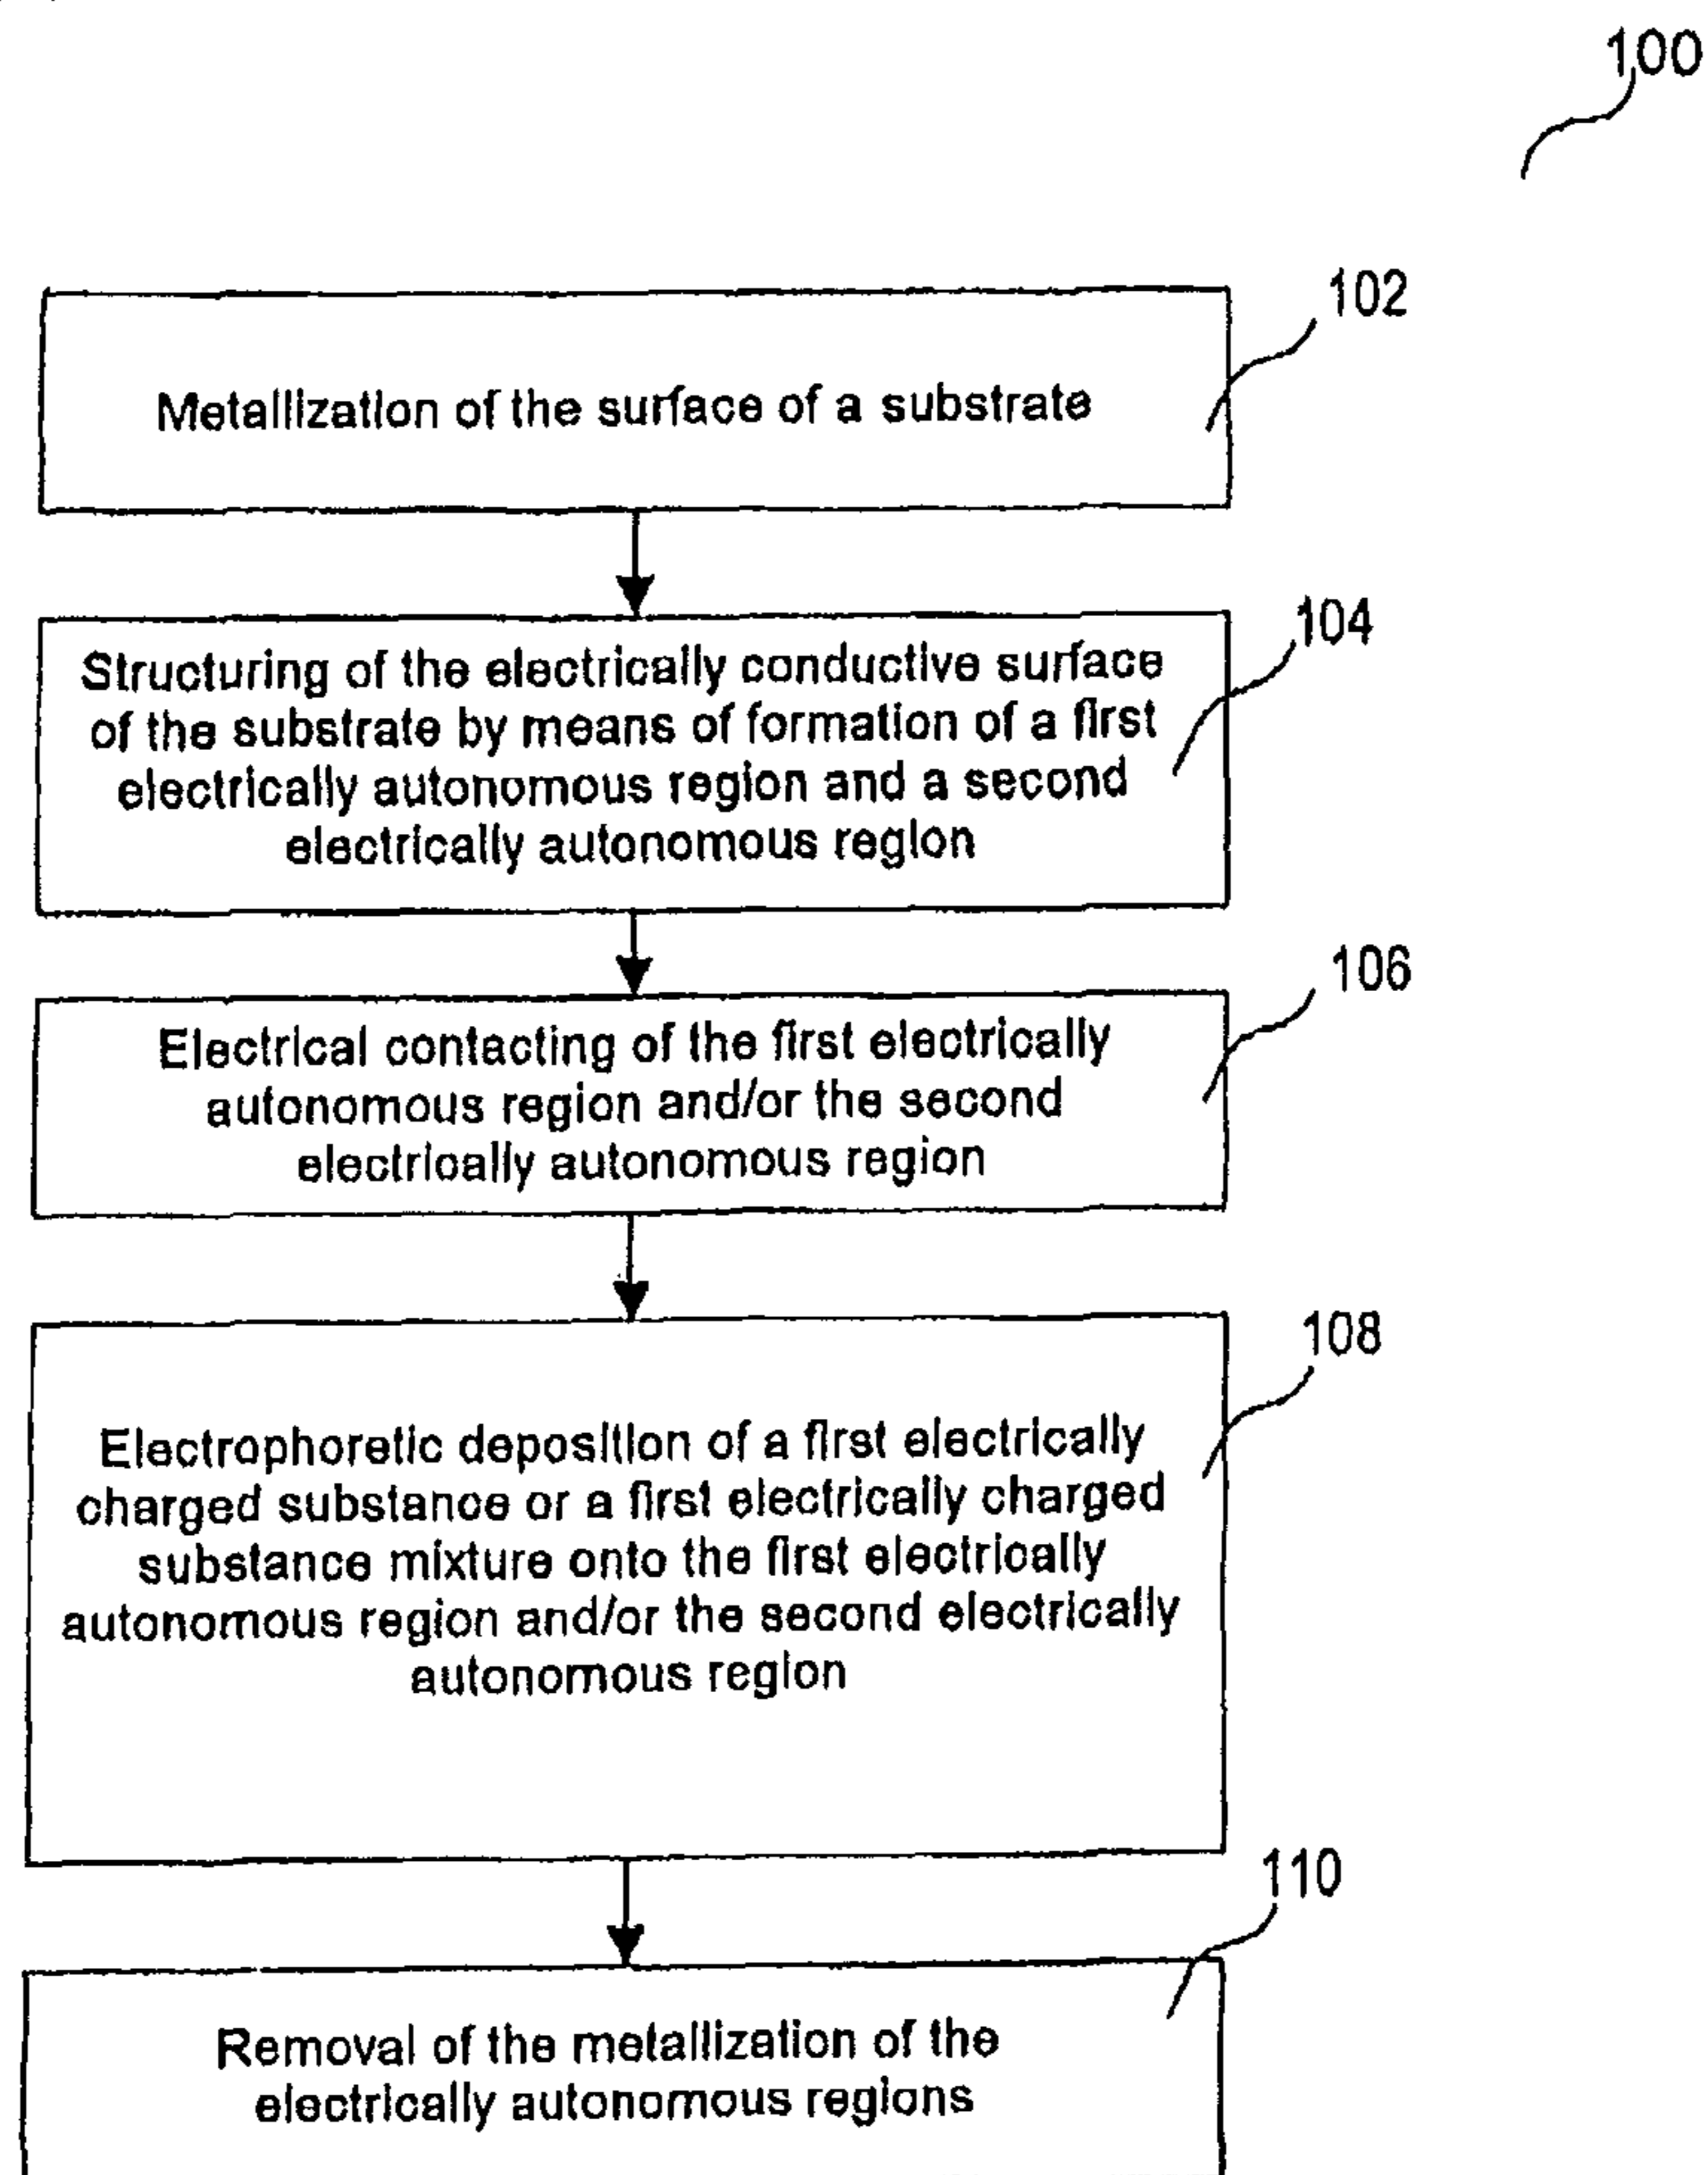 100
102
Metallization of the surface of a substrate
104
Structuring of the electrically conductive surface
of the substrate by means of formation of a first
electrically autonomous region and a second
electrically autonomous region
106
Electrical contacting of the first electrically
autonomous region and/or the second
electrically autonomous region
108
Electrophoretic deposition of a first electrically
charged substance or a first electrically charged
substance mixture onto the first electrically
autonomous region and/or the second electrically
autonomous region
110
Removal of the metallization of the
electrically autonomous regions